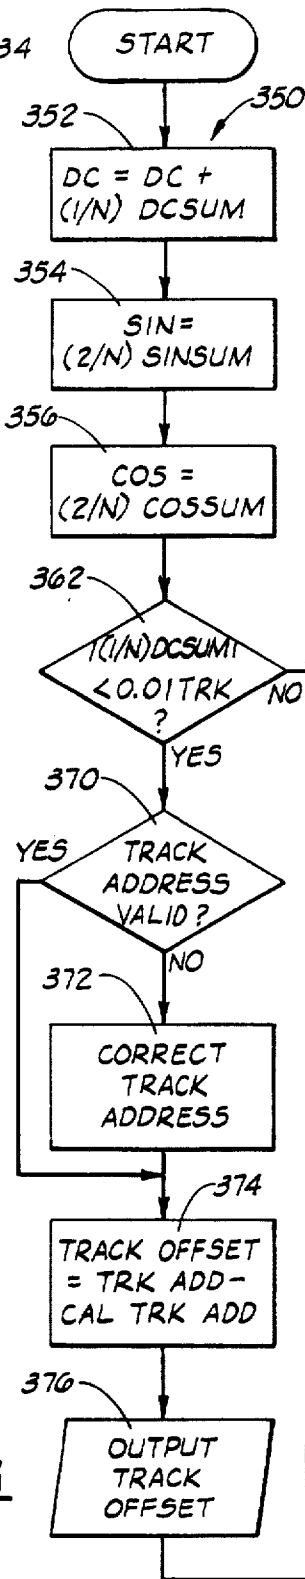 34
START
350
352
DC = DC +
(1/N) DCSUM
354
SIN=
(2/N) SINSUM
356
COS =
(2/N) COSSUM
362
|(1/N)DCSUM|
<0.01 TRK
?
NO
YES
370
YES
TRACK
ADDRESS
VALID?
NO
372
CORRECT
TRACK
ADDRESS
374
TRACK OFFSET
= TRK ADD-
CAL TRK ADD
376
OUTPUT
TRACK
OFFSET